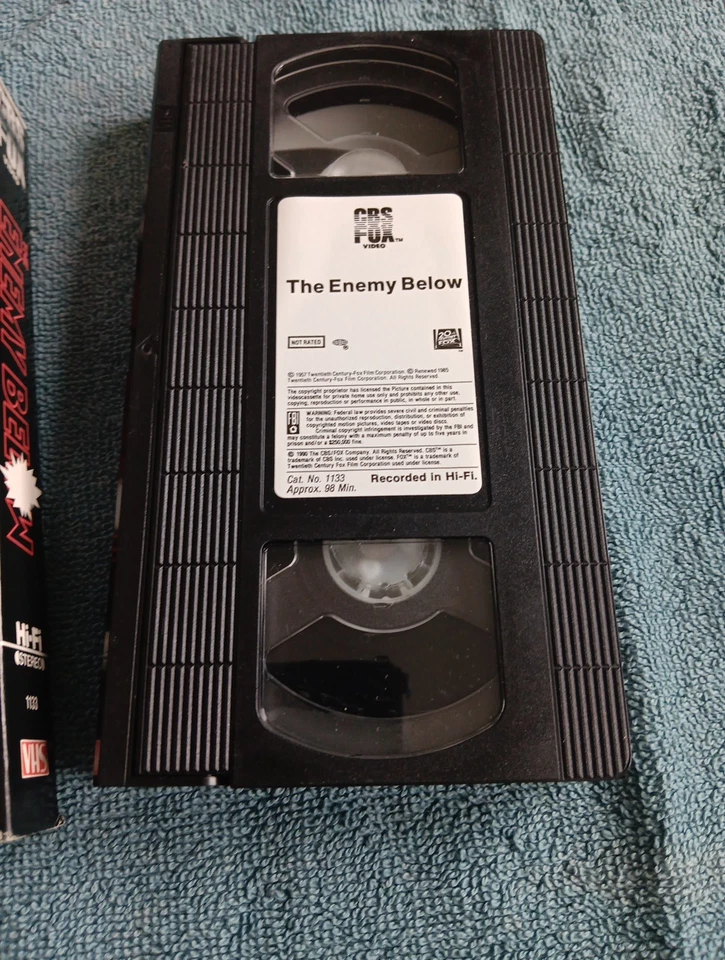 CBS
FOX™
VIDEO
The Enemy Below
NOT RATED
20
CENTURY
FOX
™
© 1957 Twentieth Century-Fox Film Corporation. © Renewed 1985
Twentieth Century-Fox Film Corporation. All Rights Reserved.
The copyright proprietor has licensed the Picture contained in this
videocassette for private home use only and prohibits any other use,
copying, reproduction or performance in public, in whole or in part.
FBI
WARNING: Federal law provides severe civil and criminal penalties
for the unauthorized reproduction, distribution, or exhibition of
copyrighted motion pictures, video tapes or video discs.
Criminal copyright infringement is investigated by the FBI and
may constitute a felony with a maximum penalty of up to five years in
prison and/or a $250,000 fine.
© 1990 The CBS/FOX Company. All Rights Reserved. CBS™ is a
trademark of CBS Inc. used under license. FOX™ is a trademark of
Twentieth Century Fox Film Corporation used under license.
Cat. No. 1133
Approx. 98 Min.
Recorded in Hi-Fi.
FOX
ENEMY BELOW
Hi-Fi
STEREO
1133
VHS